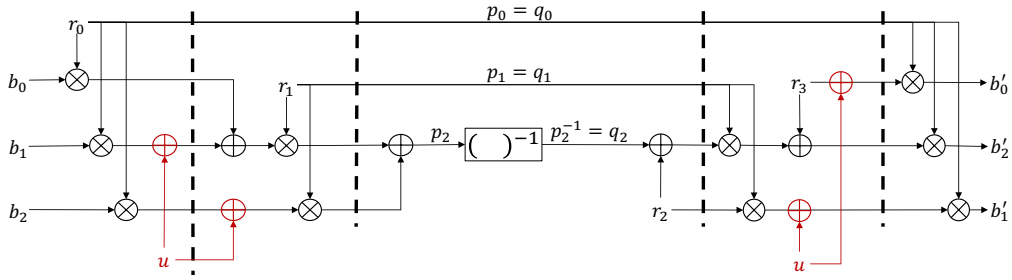 p₀ = q₀
r₀
b₀
p₁ = q₁
r₁
r₃
b′₀
b₁
p₂
( )⁻¹
p₂⁻¹ = q₂
b′₂
b₂
r₂
b′₁
u
u